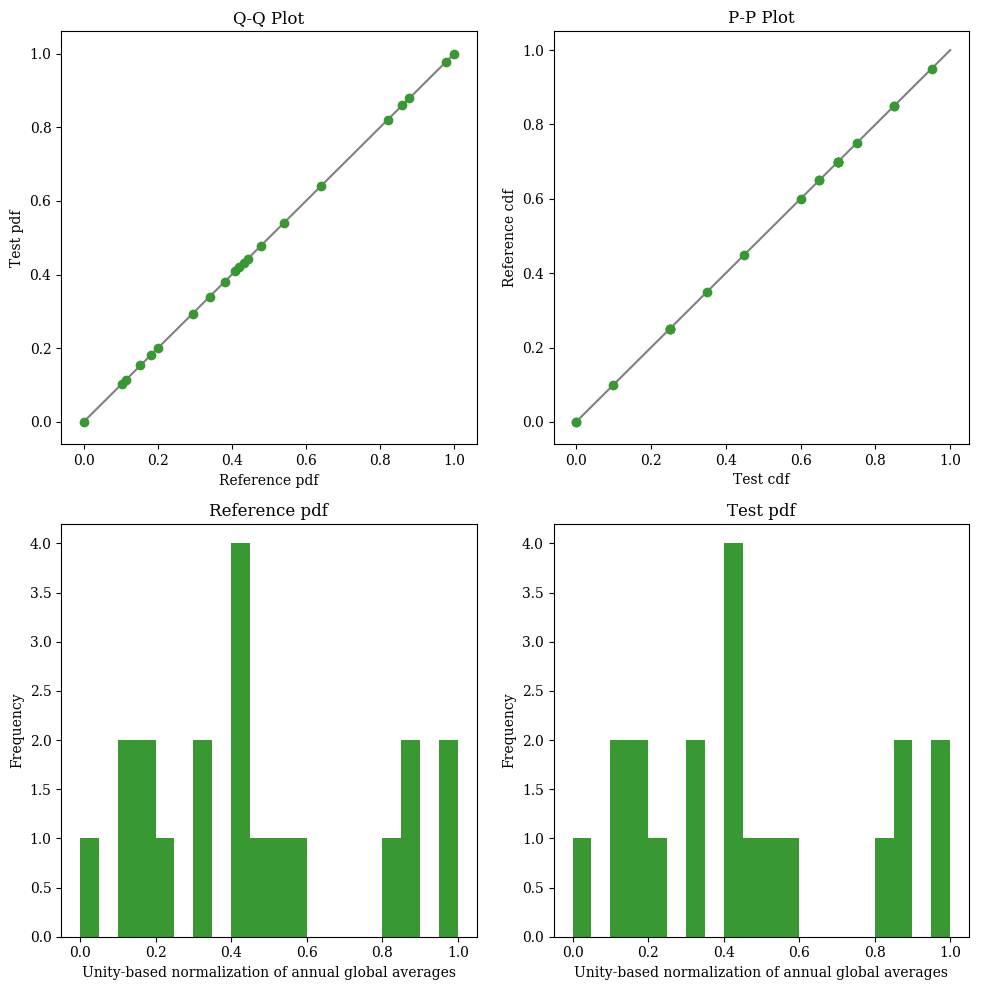 Q-Q Plot
1.0
0.8
0.6
0.4
0.2
0.0
Test pdf
0.0 0.2 0.4 0.6 0.8 1.0
Reference pdf
P-P Plot
1.0
0.8
0.6
0.4
0.2
0.0
Reference cdf
0.0 0.2 0.4 0.6 0.8 1.0
Test cdf
Reference pdf
4.0
3.5
3.0
2.5
2.0
1.5
1.0
0.5
0.0
Frequency
0.0 0.2 0.4 0.6 0.8 1.0
Unity-based normalization of annual global averages
Test pdf
4.0
3.5
3.0
2.5
2.0
1.5
1.0
0.5
0.0
Frequency
0.0 0.2 0.4 0.6 0.8 1.0
Unity-based normalization of annual global averages